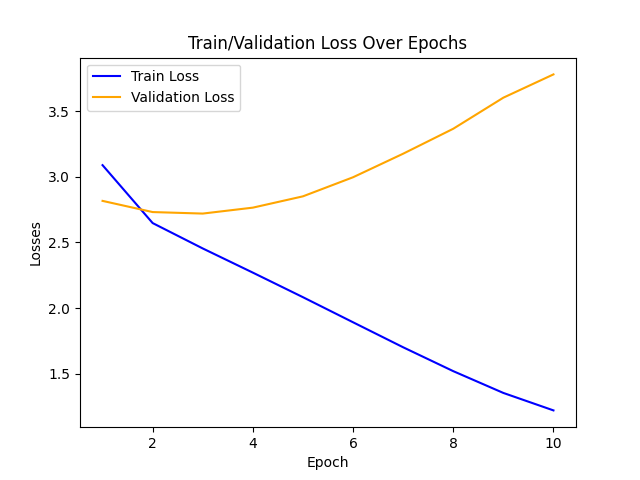 Train/Validation Loss Over Epochs
Train Loss
Validation Loss
3.5
3.0
2.5
2.0
1.5
Losses
2 4 6 8 10
Epoch